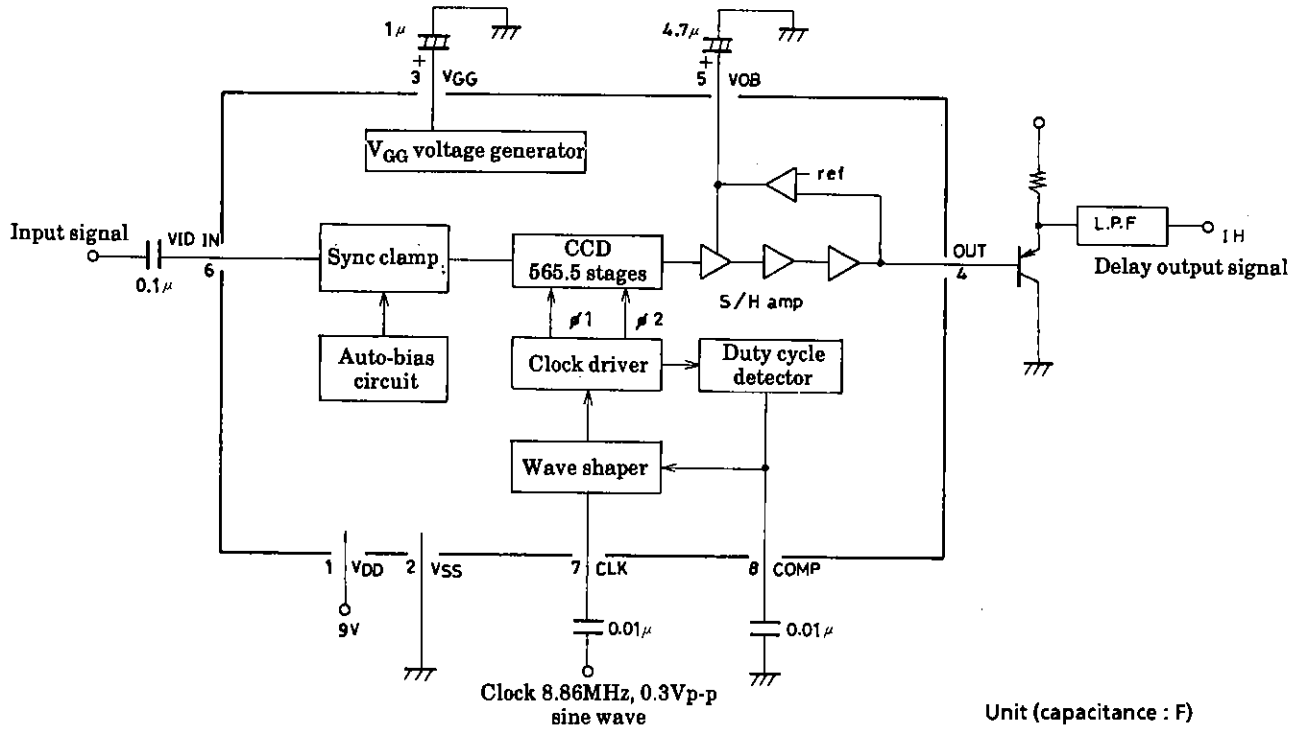 1μ
4.7μ
+
3 VGG
+
5 VOB
VGG voltage generator
ref
Input signal
VID IN
6
0.1μ
Sync clamp
CCD
565.5 stages
OUT
4
L.P.F
1H
Delay output signal
S/H amp
ø1
ø2
Auto-bias
circuit
Clock driver
Duty cycle
detector
Wave shaper
1 VDD
2 VSS
7 CLK
8 COMP
9V
0.01μ
0.01μ
Clock 8.86MHz, 0.3Vp-p
sine wave
Unit (capacitance : F)